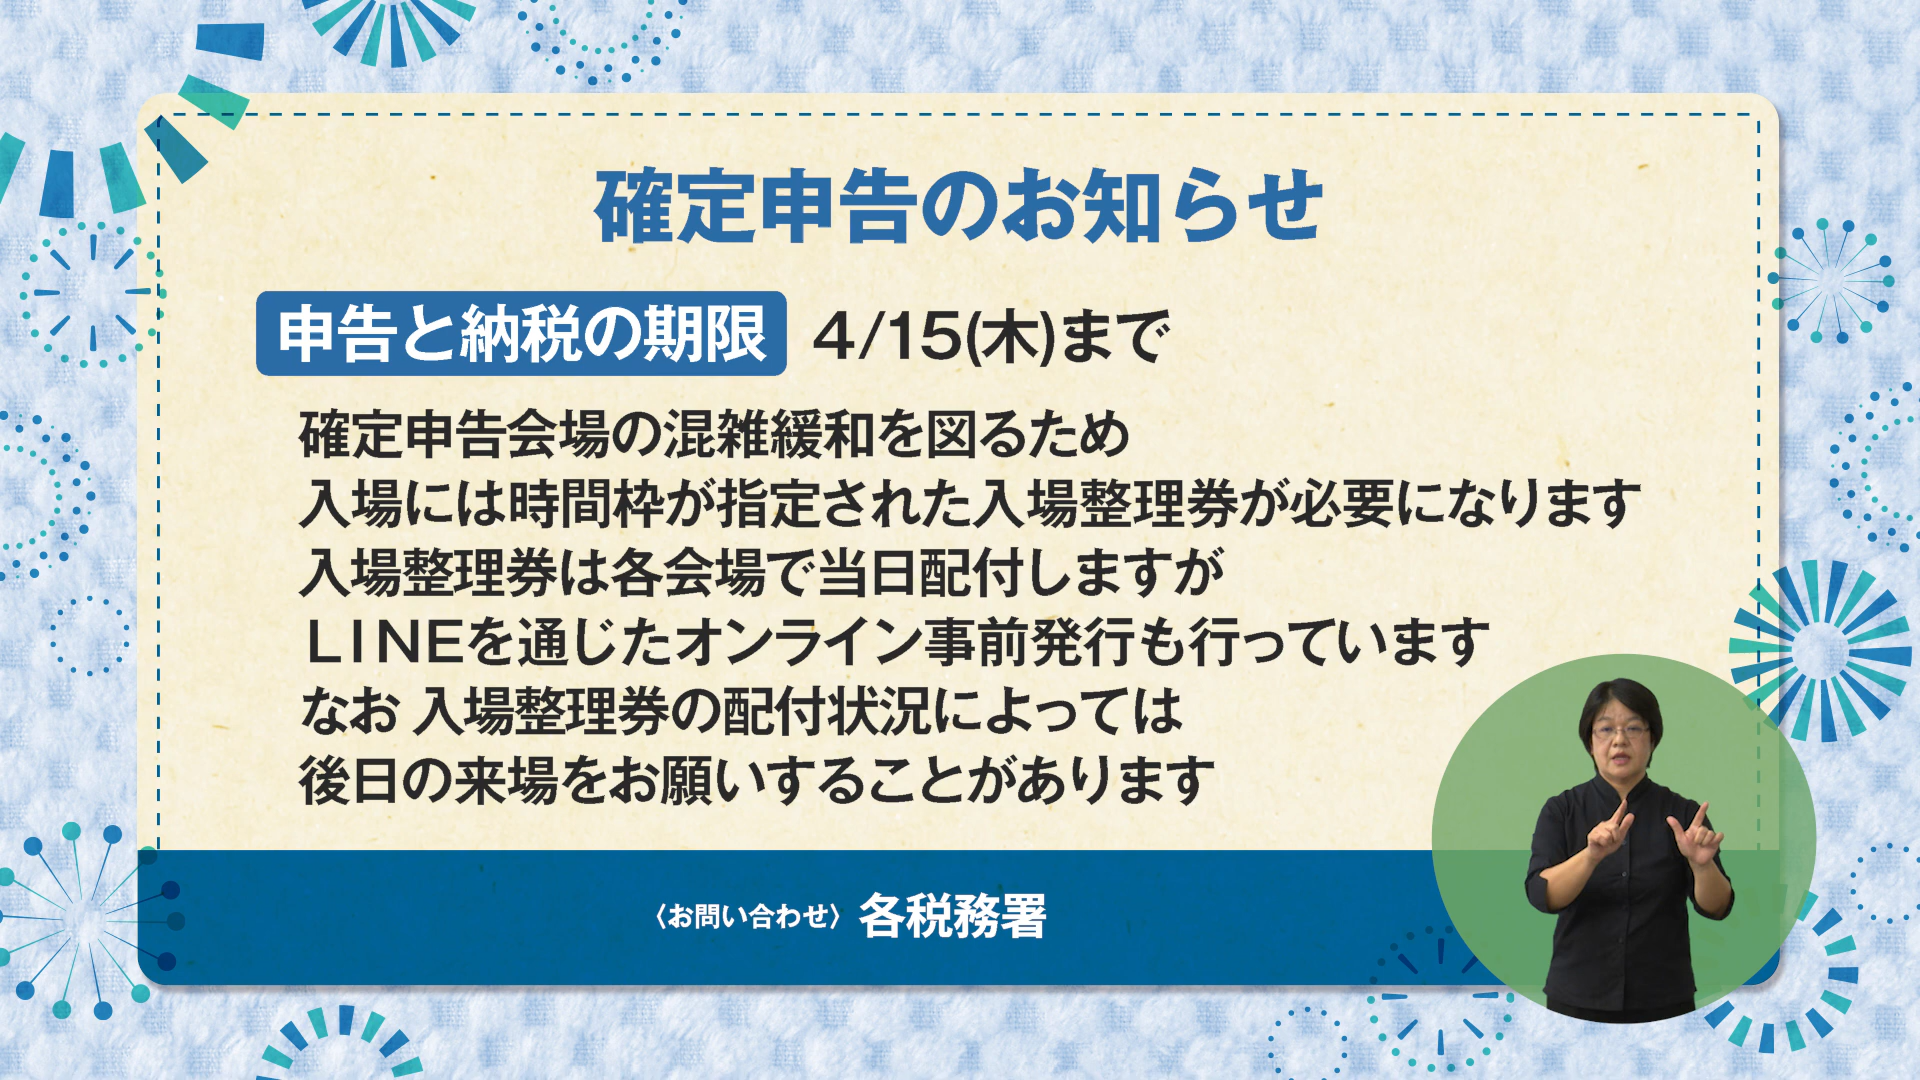 確定申告のお知らせ
申告と納税の期限 4/15(木)まで
確定申告会場の混雑緩和を図るため
入場には時間枠が指定された入場整理券が必要になります
入場整理券は各会場で当日配付しますが
LINEを通じたオンライン事前発行も行っています
なお 入場整理券の配付状況によっては
後日の来場をお願いすることがあります
〈お問い合わせ〉各税務署